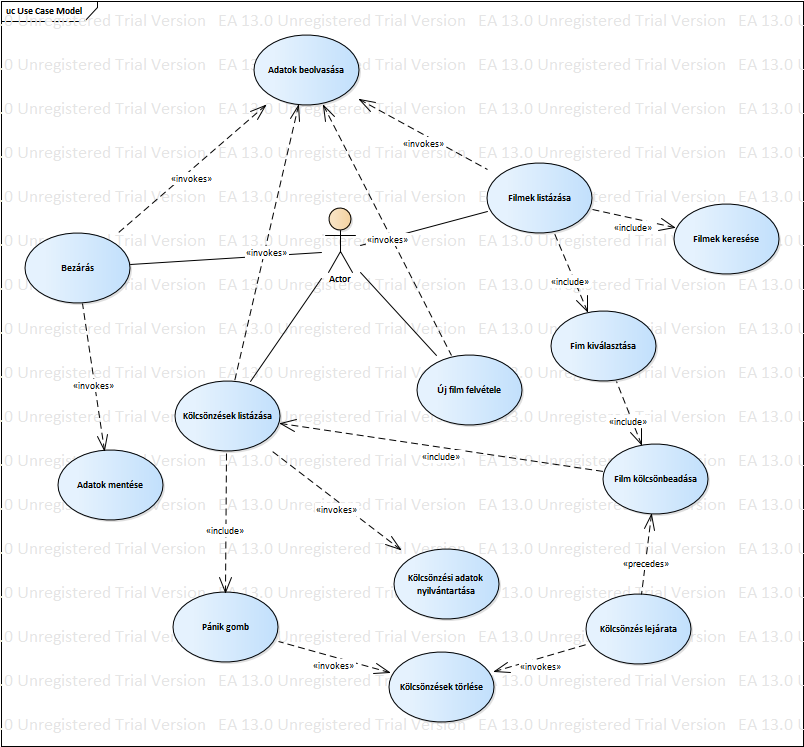 uc Use Case Model
EA 13.0 Unregistered Trial Version
Adatok beolvasása
«invokes»
«invokes»
Filmek listázása
«include»
Filmek keresése
«invokes»
«invokes»
Bezárás
Actor
«include»
Fim kiválasztása
«invokes»
Új film felvétele
Kölcsönzések listázása
«include»
«include»
Adatok mentése
Film kölcsönbeadása
«invokes»
«include»
«precedes»
Kölcsönzési adatok
nyilvántartása
Pánik gomb
Kölcsönzés lejárata
«invokes»
«invokes»
Kölcsönzések törlése